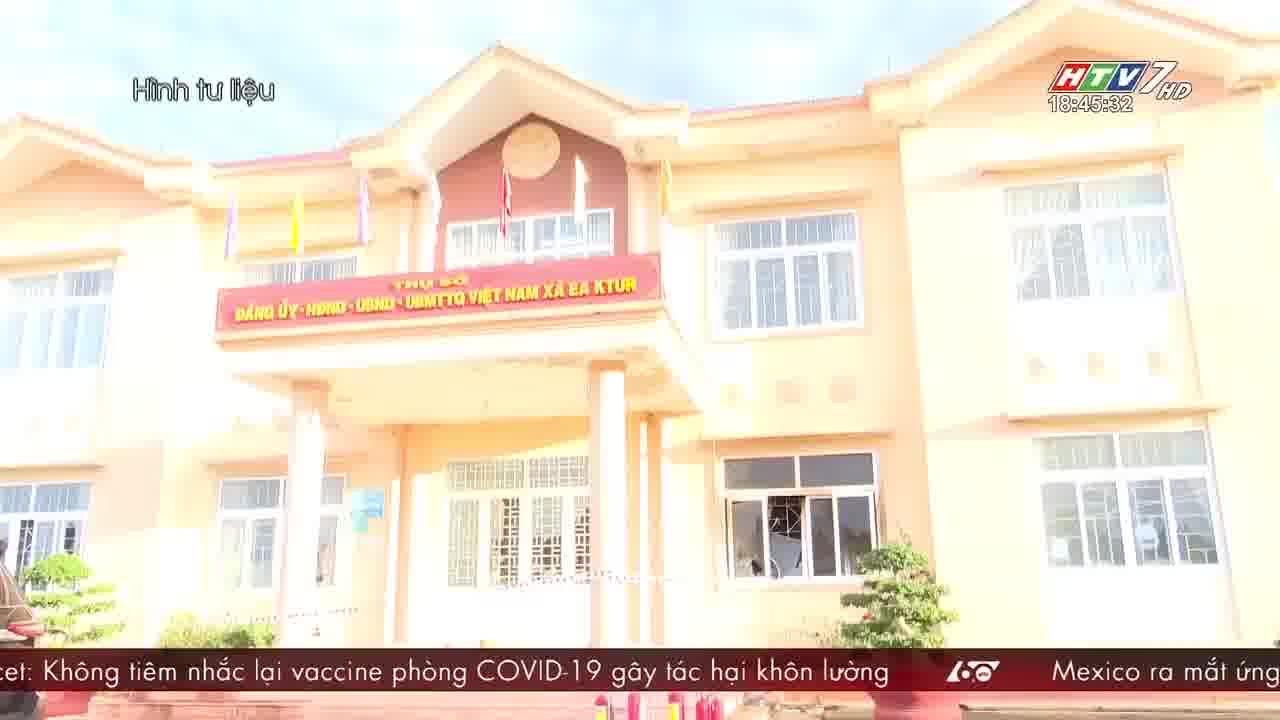 Hình tư liệu
HTV7 HD
18:45:32
TRỤ SỞ
ĐẢNG ỦY - HĐND - UBND - UBMTTQ VIỆT NAM XÃ EA KTUR
cet: Không tiêm nhắc lại vaccine phòng COVID-19 gây tác hại khôn lường
60
Mexico ra mắt ứng